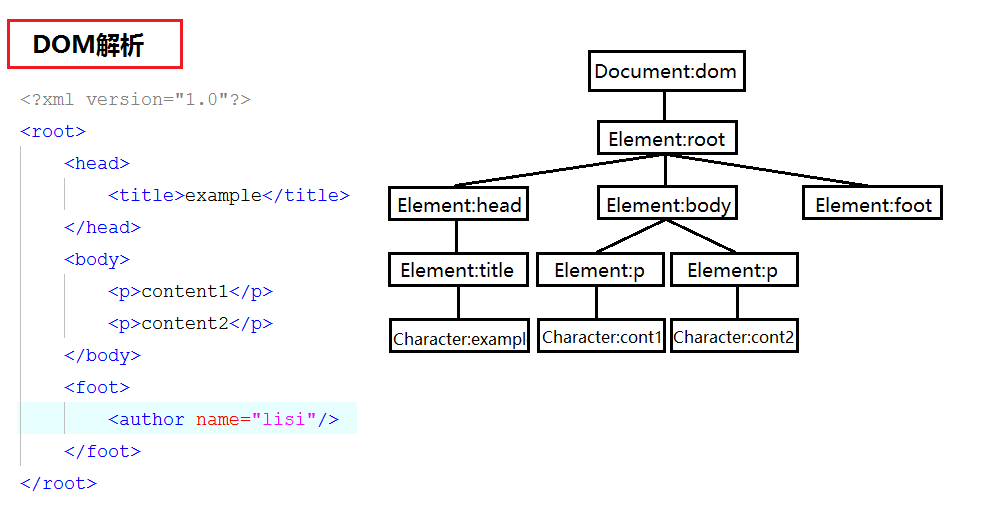 DOM解析
<?xml version="1.0"?>
<root>
<head>
<title>example</title>
</head>
<body>
<p>content1</p>
<p>content2</p>
</body>
<foot>
<author name="lisi"/>
</foot>
</root>
Document:dom
Element:root
Element:head Element:body Element:foot
Element:title Element:p Element:p
Character:exampl Character:cont1 Character:cont2